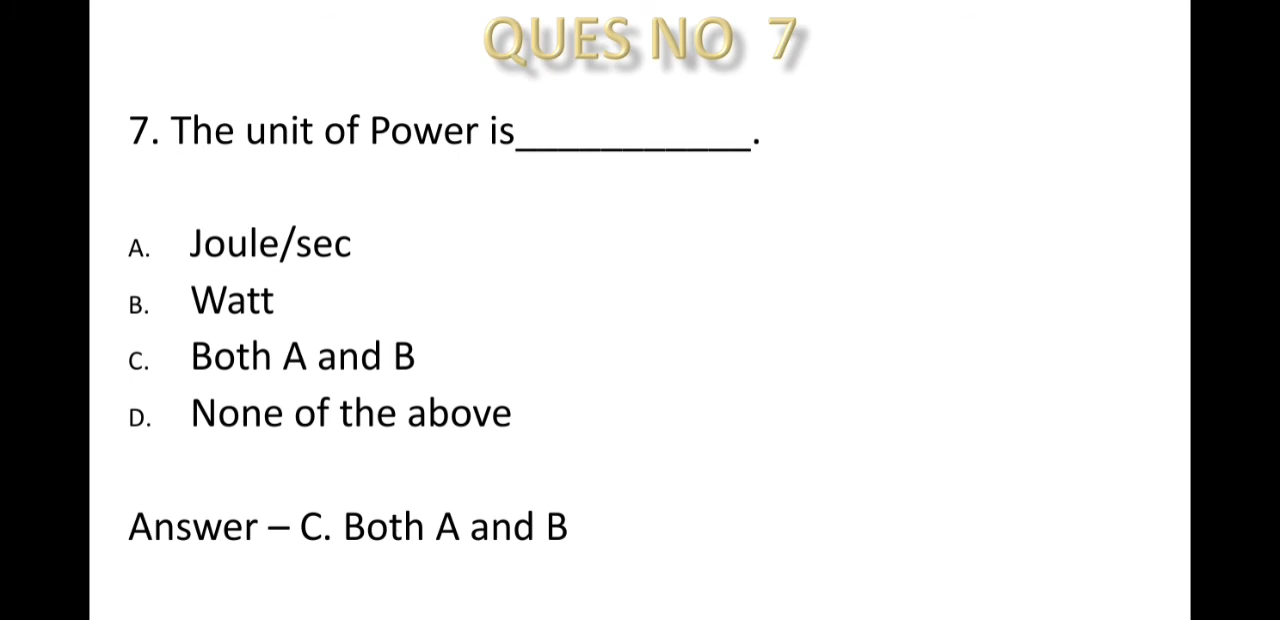 QUES NO 7
7. The unit of Power is___________.
A. Joule/sec
B. Watt
C. Both A and B
D. None of the above
Answer – C. Both A and B